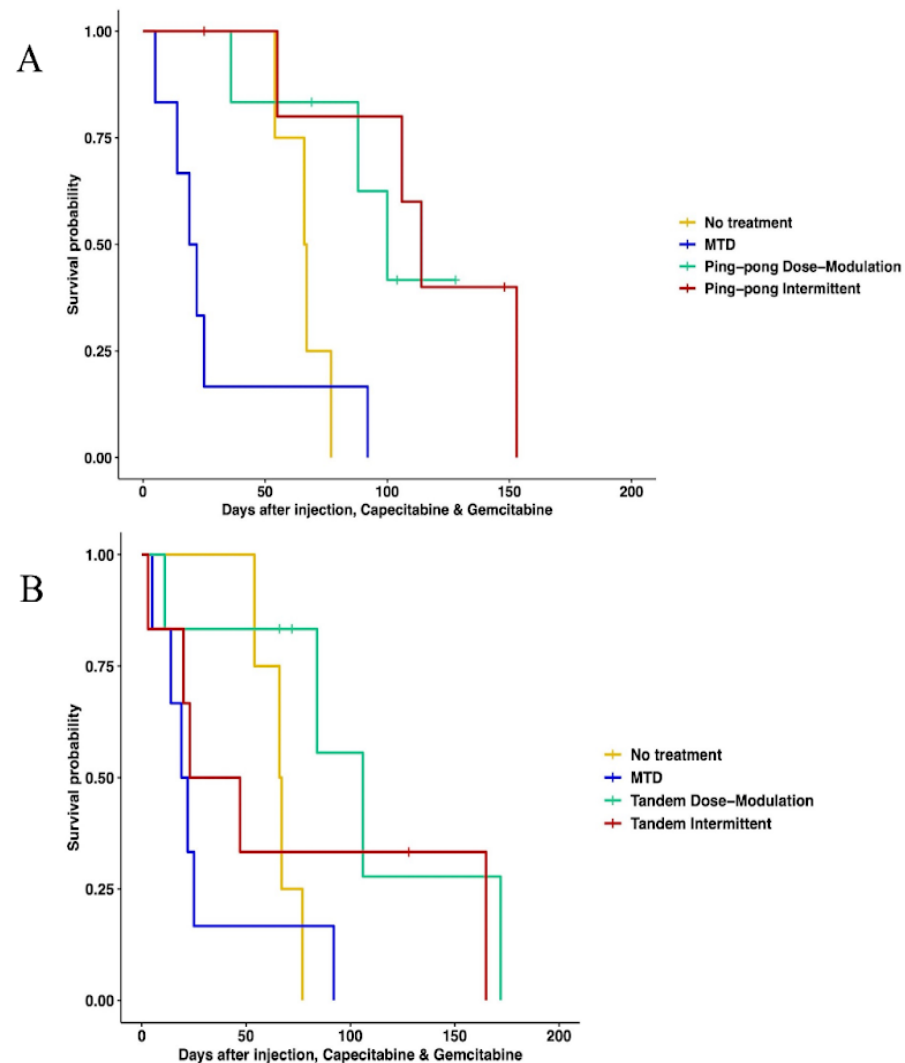 A
Survival probability
1.00
0.75
0.50
0.25
0.00
0 50 100 150 200
Days after injection, Capecitabine & Gemcitabine
No treatment
MTD
Ping–pong Dose–Modulation
Ping–pong Intermittent
B
Survival probability
1.00
0.75
0.50
0.25
0.00
0 50 100 150 200
Days after injection, Capecitabine & Gemcitabine
No treatment
MTD
Tandem Dose–Modulation
Tandem Intermittent